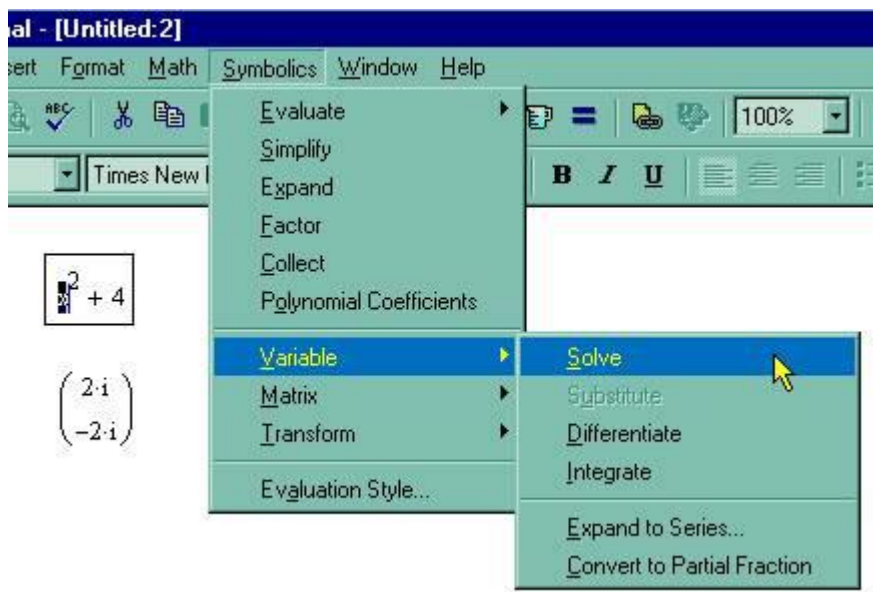 al - [Untitled:2]
sert Format Math Symbolics Window Help
ABC 100%
Times New B I U
Evaluate
Simplify
Expand
Factor
Collect
Polynomial Coefficients
Variable
Matrix
Transform
Evaluation Style...
Solve
Substitute
Differentiate
Integrate
Expand to Series...
Convert to Partial Fraction
x² + 4
2·i
−2·i